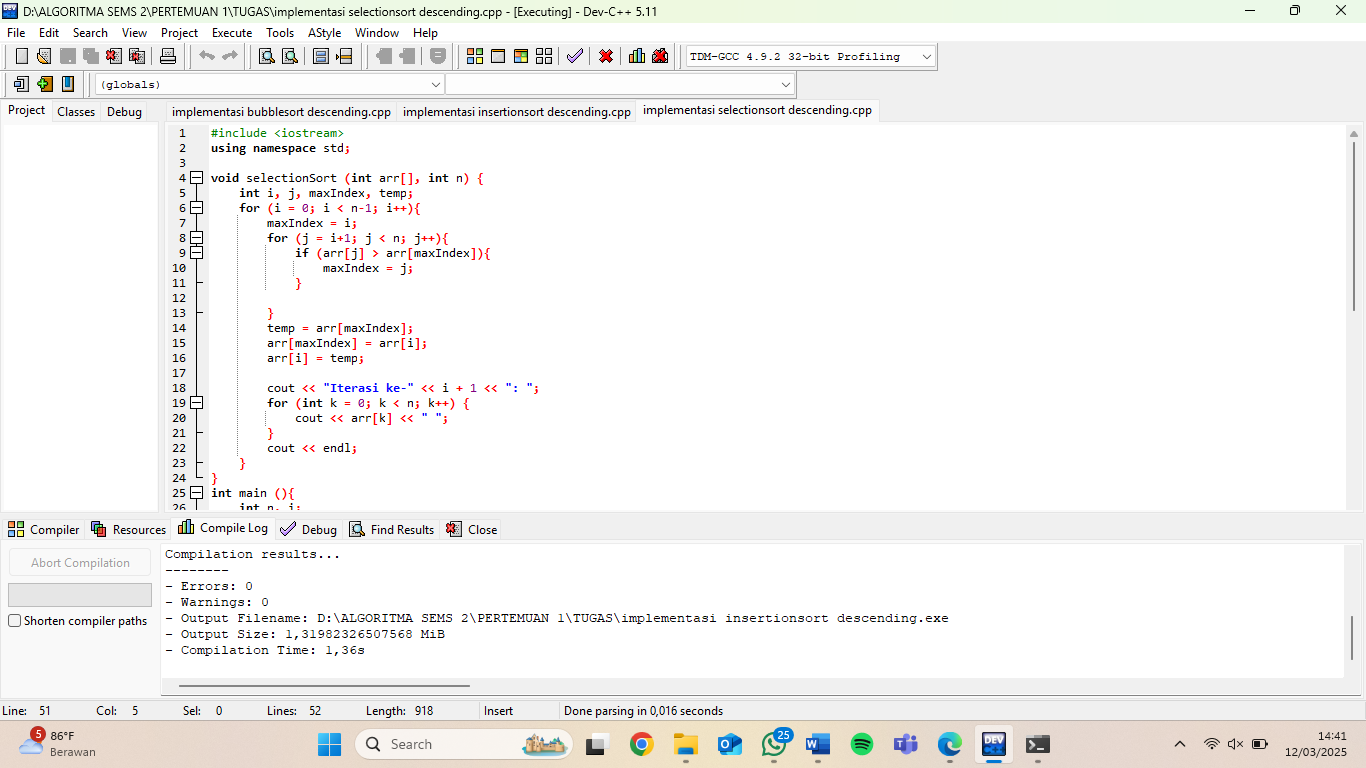 D:\ALGORITMA SEMS 2\PERTEMUAN 1\TUGAS\implementasi selectionsort descending.cpp - [Executing] - Dev-C++ 5.11
File Edit Search View Project Execute Tools AStyle Window Help
TDM-GCC 4.9.2 32-bit Profiling
(globals)
Project Classes Debug implementasi bubblesort descending.cpp implementasi insertionsort descending.cpp implementasi selectionsort descending.cpp
1 #include <iostream>
2 using namespace std;
3
4 void selectionSort (int arr[], int n) {
5 int i, j, maxIndex, temp;
6 for (i = 0; i < n-1; i++){
7 maxIndex = i;
8 for (j = i+1; j < n; j++){
9 if (arr[j] > arr[maxIndex]){
10 maxIndex = j;
11 }
12
13 }
14 temp = arr[maxIndex];
15 arr[maxIndex] = arr[i];
16 arr[i] = temp;
17
18 cout << "Iterasi ke-" << i + 1 << ": ";
19 for (int k = 0; k < n; k++) {
20 cout << arr[k] << " ";
21 }
22 cout << endl;
23 }
24 }
25 int main (){
26 int n, i;
Compiler Resources Compile Log Debug Find Results Close
Abort Compilation
Shorten compiler paths
Compilation results...
--------
- Errors: 0
- Warnings: 0
- Output Filename: D:\ALGORITMA SEMS 2\PERTEMUAN 1\TUGAS\implementasi insertionsort descending.exe
- Output Size: 1,31982326507568 MiB
- Compilation Time: 1,36s
Line: 51 Col: 5 Sel: 0 Lines: 52 Length: 918 Insert Done parsing in 0,016 seconds
5
86°F
Berawan
Search
DEV
25
14:41
12/03/2025